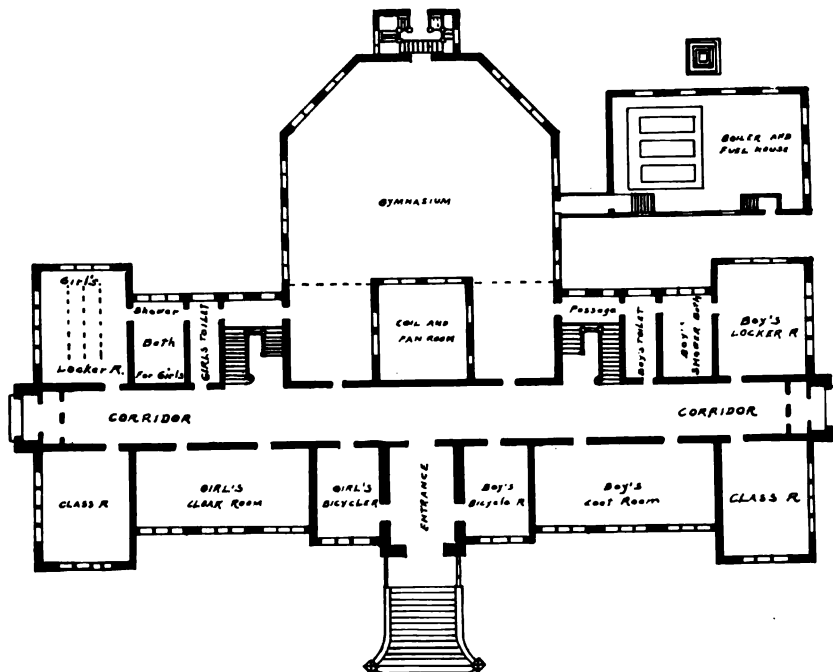 BOILER AND
FUEL HOUSE
GYMNASIUM
Girl's
Locker R.
Shower
Bath
For Girls
GIRLS TOILET
COIL AND
FAN ROOM
Passage
BOY'S TOILET
BOY'S
SHOWER BATH
BOY'S
LOCKER R
CORRIDOR
CORRIDOR
CLASS R
GIRL'S
CLOAK ROOM
GIRL'S
BICYCLER
ENTRANCE
BOY'S
Bicycle R
Boy's
Coat Room
CLASS R